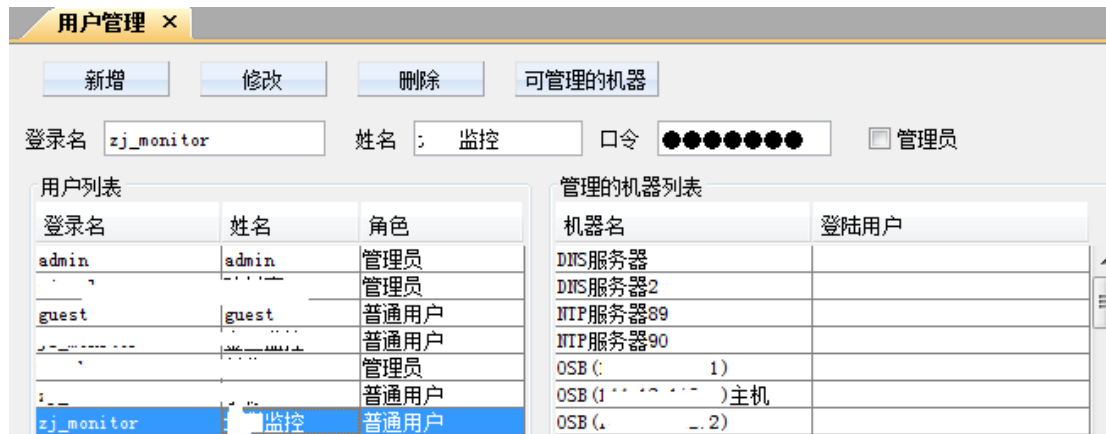 用户管理 ×
新增 修改 删除 可管理的机器
登录名 zj_monitor 姓名 监控 口令 ●●●●●●● 管理员
用户列表 管理的机器列表
登录名 姓名 角色 机器名 登陆用户
admin admin 管理员 DNS服务器
管理员 DNS服务器2
guest guest 普通用户 NTP服务器89
普通用户 NTP服务器90
管理员 OSB( 1)
普通用户 OSB( )主机
zj_monitor 监控 普通用户 OSB( 2)